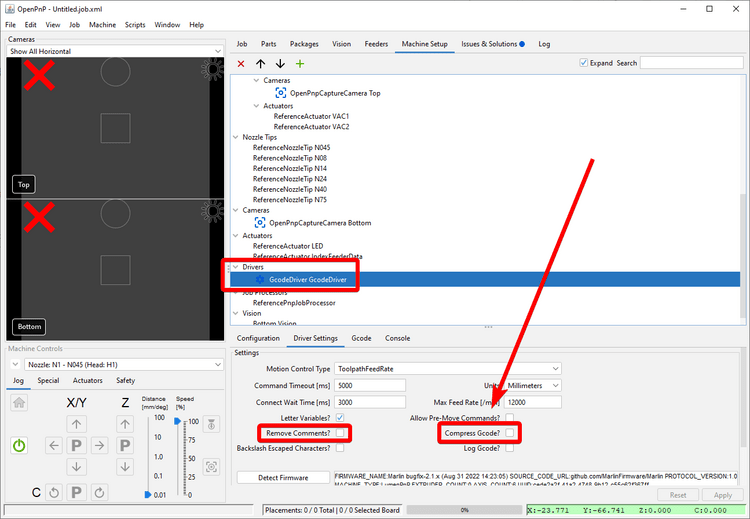 OpenPnP - Untitled.job.xml
File Edit View Job Machine Scripts Window Help
Cameras
Show All Horizontal
Top
Bottom
Machine Controls
Nozzle: N1 - N045 (Head: H1)
Jog Special Actuators Safety
X/Y Z
Distance [mm/deg]
Speed [%]
100
10
1.0
0.1
0.01
100
75
50
25
0
P P
C P
Job Parts Packages Vision Feeders Machine Setup Issues & Solutions Log
Expand Search
Cameras
OpenPnpCaptureCamera Top
Actuators
ReferenceActuator VAC1
ReferenceActuator VAC2
Nozzle Tips
ReferenceNozzleTip N045
ReferenceNozzleTip N08
ReferenceNozzleTip N14
ReferenceNozzleTip N24
ReferenceNozzleTip N40
ReferenceNozzleTip N75
Cameras
OpenPnpCaptureCamera Bottom
Actuators
ReferenceActuator LED
ReferenceActuator IndexFeederData
Drivers
GcodeDriver GcodeDriver
Job Processors
ReferencePnpJobProcessor
Vision
Bottom Vision
Configuration Driver Settings Gcode Console
Settings
Motion Control Type ToolpathFeedRate
Command Timeout [ms] 5000 Units Millimeters
Connect Wait Time [ms] 3000 Max Feed Rate [/min] 12000
Letter Variables? Allow Pre-Move Commands?
Remove Comments? Compress Gcode?
Backslash Escaped Characters? Log Gcode?
Detect Firmware FIRMWARE_NAME:Marlin bugfix-2.1.x (Aug 31 2022 14:23:05) SOURCE_CODE_URL:github.com/MarlinFirmware/Marlin PROTOCOL_VERSION:1.0
Reset Apply
Placements: 0 / 0 Total | 0 / 0 Selected Board 0% X:-23.771 Y:-66.741 Z:0.000 C:0.000